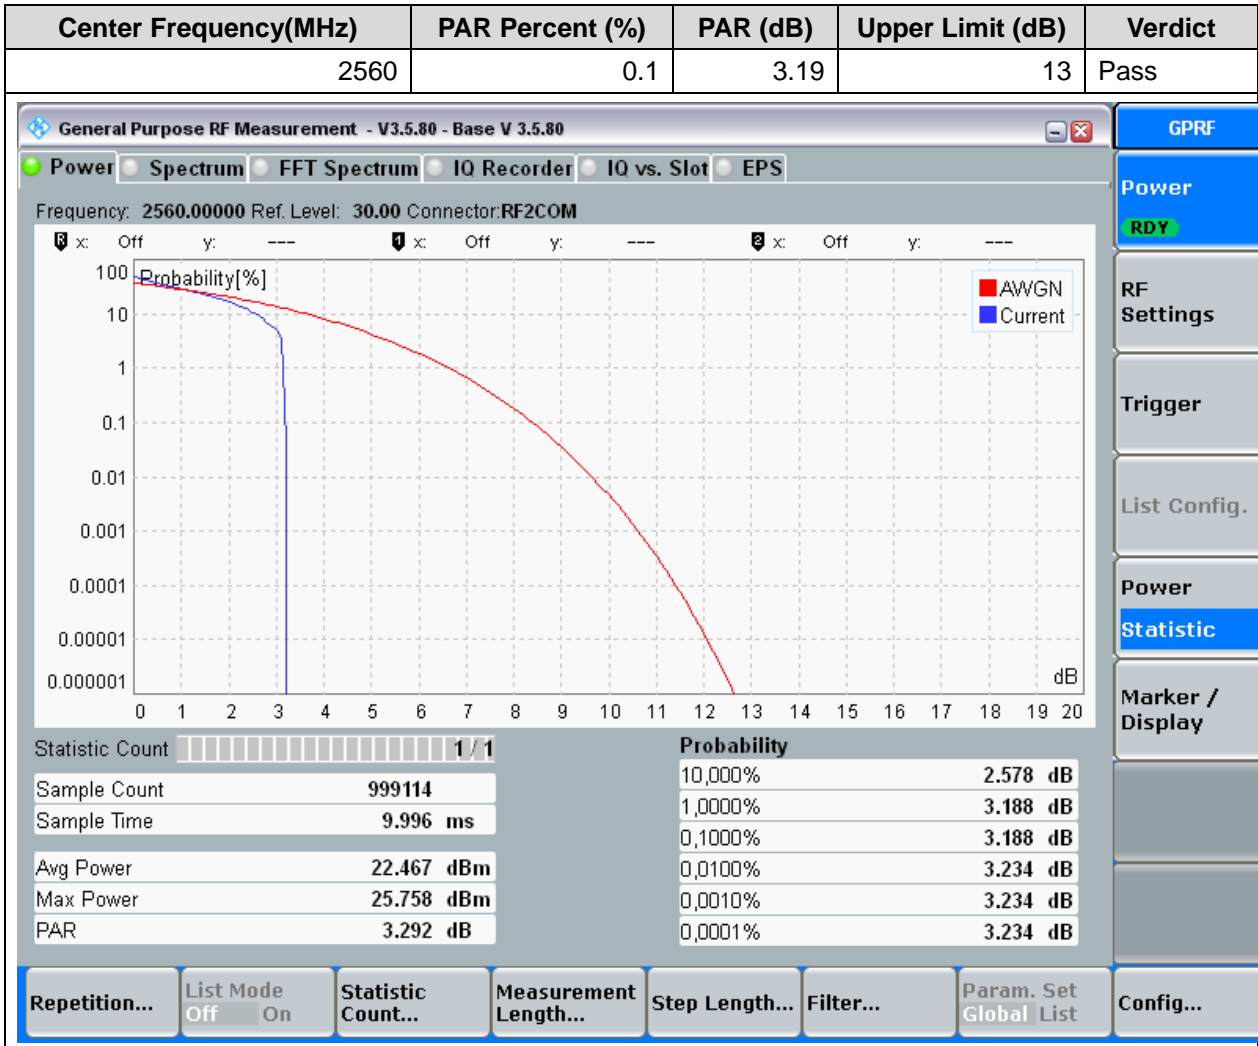 Center Frequency(MHz) PAR Percent (%) PAR (dB) Upper Limit (dB) Verdict
2560 0.1 3.19 13 Pass
General Purpose RF Measurement - V3.5.80 - Base V 3.5.80
GPRF
Power Spectrum FFT Spectrum IQ Recorder IQ vs. Slot EPS
Power
RDY
Frequency: 2560.00000 Ref. Level: 30.00 Connector:RF2COM
R x: Off y: --- 1 x: Off y: --- 2 x: Off y: ---
Probability[%]
100
10
1
0.1
0.01
0.001
0.0001
0.00001
0.000001
AWGN
Current
dB
0 1 2 3 4 5 6 7 8 9 10 11 12 13 14 15 16 17 18 19 20
RF
Settings
Trigger
List Config.
Power
Statistic
Marker /
Display
Statistic Count 1 / 1
Sample Count 999114
Sample Time 9.996 ms
Avg Power 22.467 dBm
Max Power 25.758 dBm
PAR 3.292 dB
Probability
10,000% 2.578 dB
1,0000% 3.188 dB
0,1000% 3.188 dB
0,0100% 3.234 dB
0,0010% 3.234 dB
0,0001% 3.234 dB
Repetition...
List Mode
Off On
Statistic
Count...
Measurement
Length...
Step Length...
Filter...
Param. Set
Global List
Config...